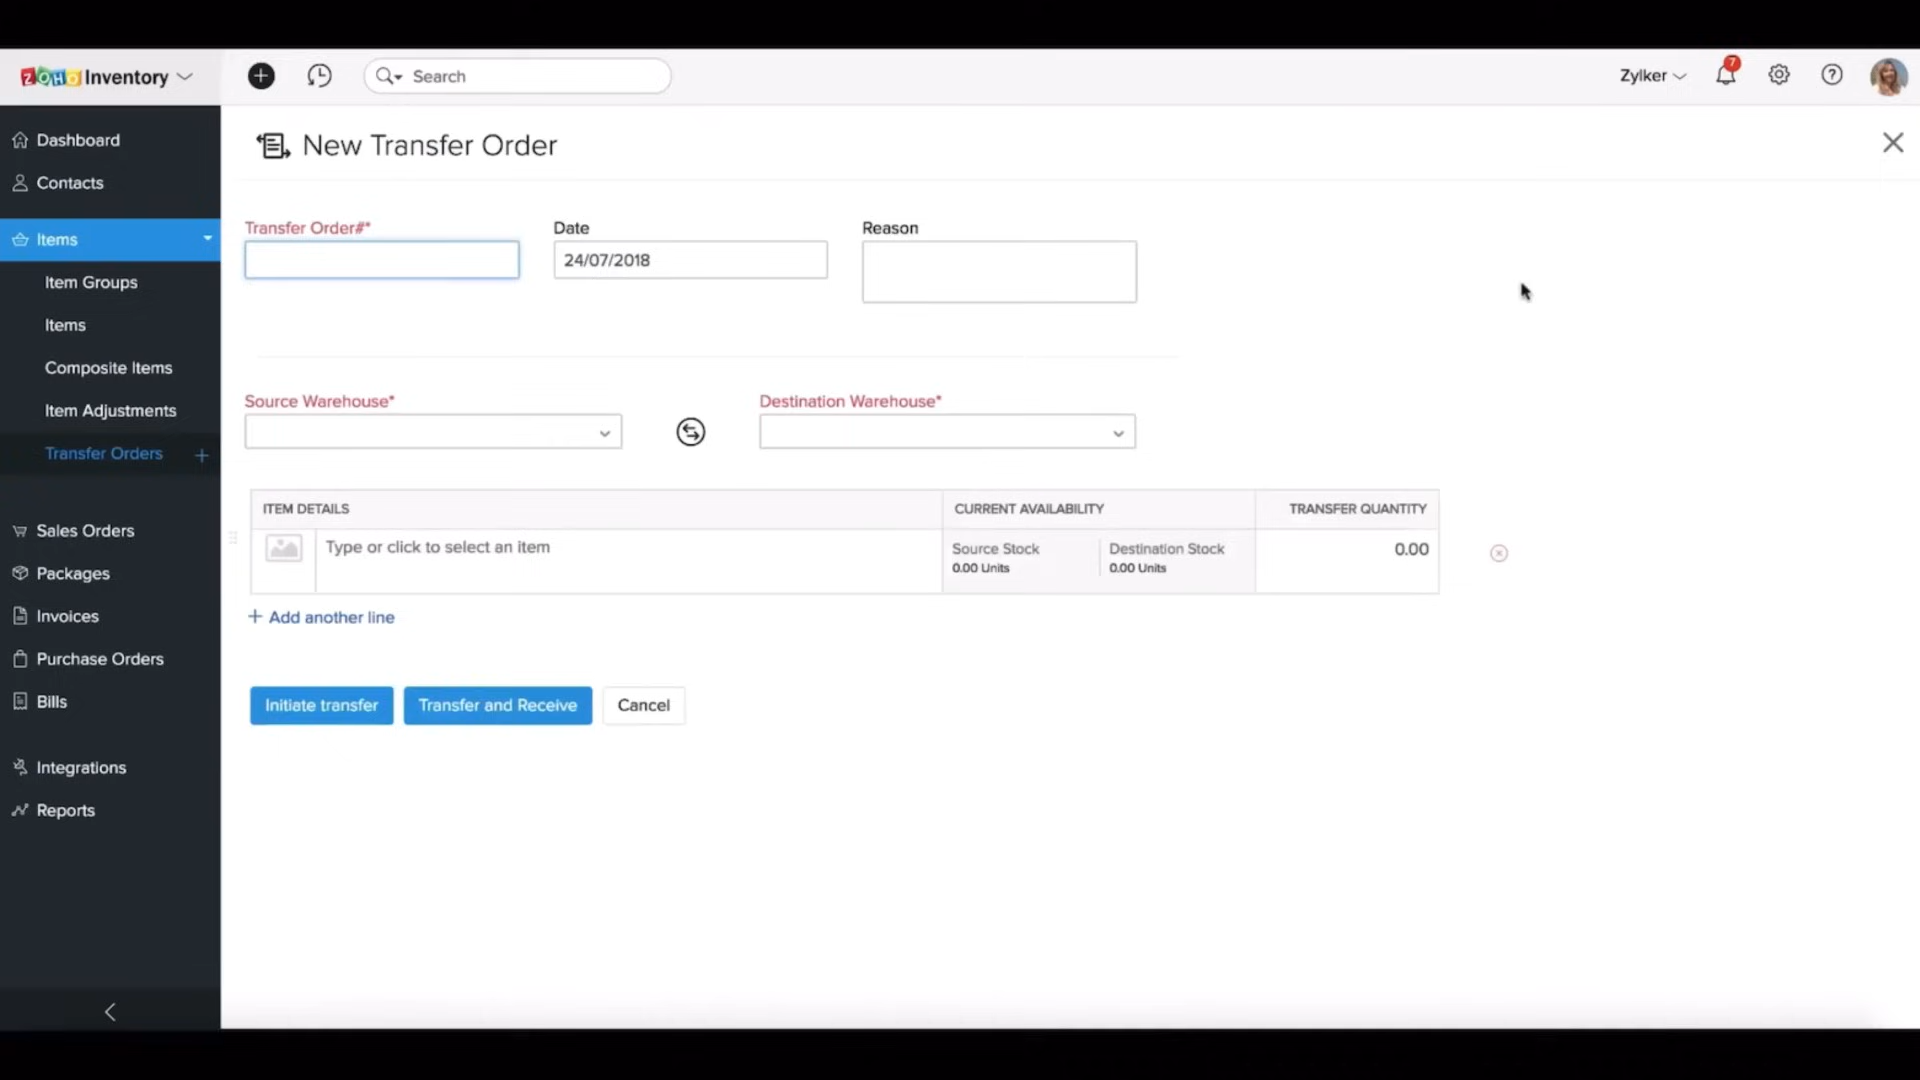 ZOHO Inventory
Search
Zylker
7
Dashboard
Contacts
Items
Item Groups
Items
Composite Items
Item Adjustments
Transfer Orders
Sales Orders
Packages
Invoices
Purchase Orders
Bills
Integrations
Reports
New Transfer Order
Transfer Order#*
Date
Reason
24/07/2018
Source Warehouse*
Destination Warehouse*
ITEM DETAILS
CURRENT AVAILABILITY
TRANSFER QUANTITY
Type or click to select an item
Source Stock
0.00 Units
Destination Stock
0.00 Units
0.00
+ Add another line
Initiate transfer
Transfer and Receive
Cancel